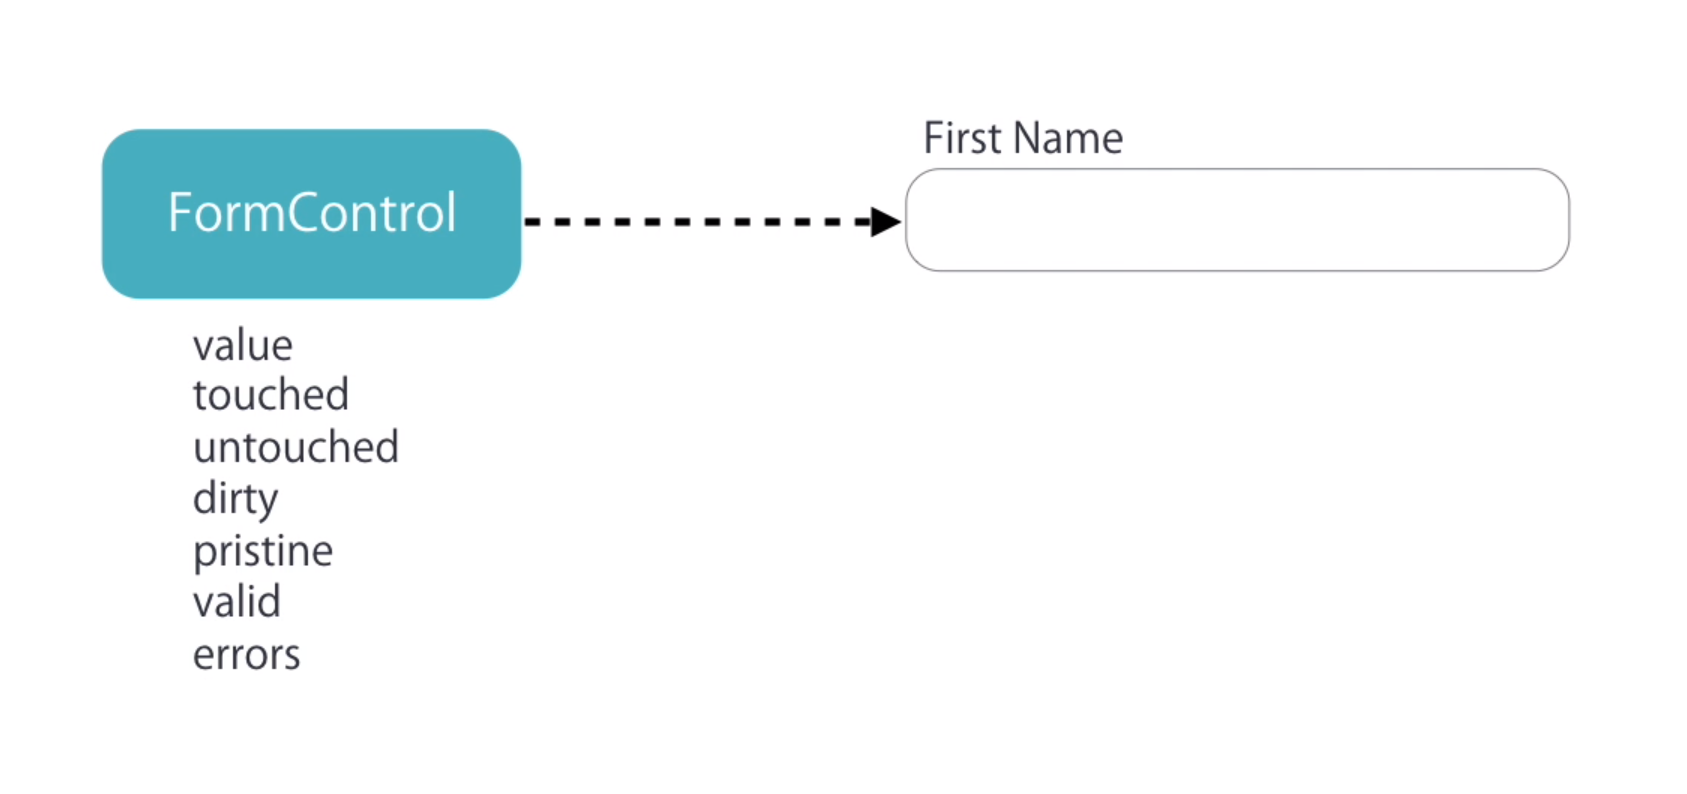 First Name
FormControl
value
touched
untouched
dirty
pristine
valid
errors